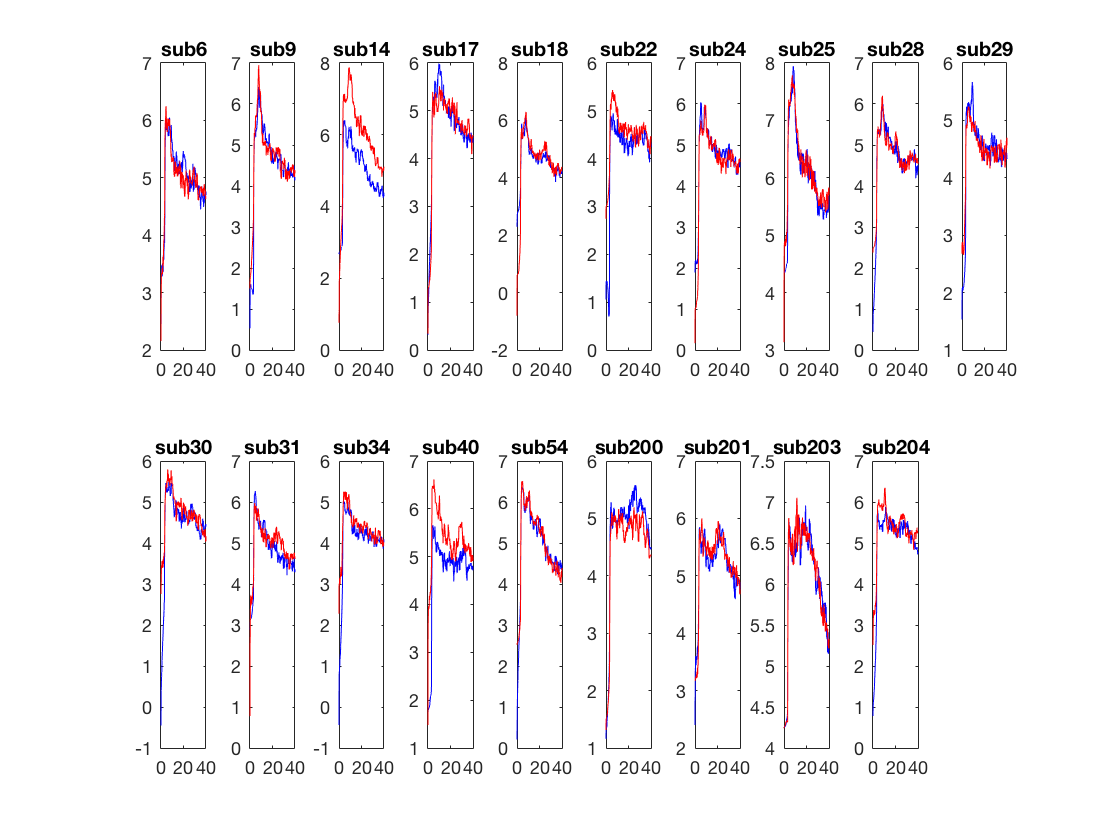 sub6 sub9 sub14 sub17 sub18 sub22 sub24 sub25 sub28 sub29
7 7 8 6 8 6 7 8 7 7
6 6 6 5 6 5 6 7 6 6
5 5 4 4 4 4 5 6 5 5
4 4 2 3 2 3 4 5 4 4
3 3 0 2 0 2 3 4 3 3
2 2 0 1 -2 1 2 3 2 2
1 0 0 1 1 1
0 0 0
0 20 40 0 20 40 0 20 40 0 20 40 0 20 40 0 20 40 0 20 40 0 20 40 0 20 40 0 20 40
sub30 sub31 sub34 sub40 sub54 sub200 sub201 sub203 sub204
6 7 6 7 7 6 7 7.5 7
5 6 5 6 6 5 6 7 6
4 5 4 5 5 4 5 6.5 5
3 4 3 4 4 3 4 6 4
2 3 2 3 3 2 3 5.5 3
1 2 1 2 2 1 2 5 2
0 1 0 1 1 4.5 1
-1 0 -1 0 4 0
0 20 40 0 20 40 0 20 40 0 20 40 0 20 40 0 20 40 0 20 40 0 20 40 0 20 40